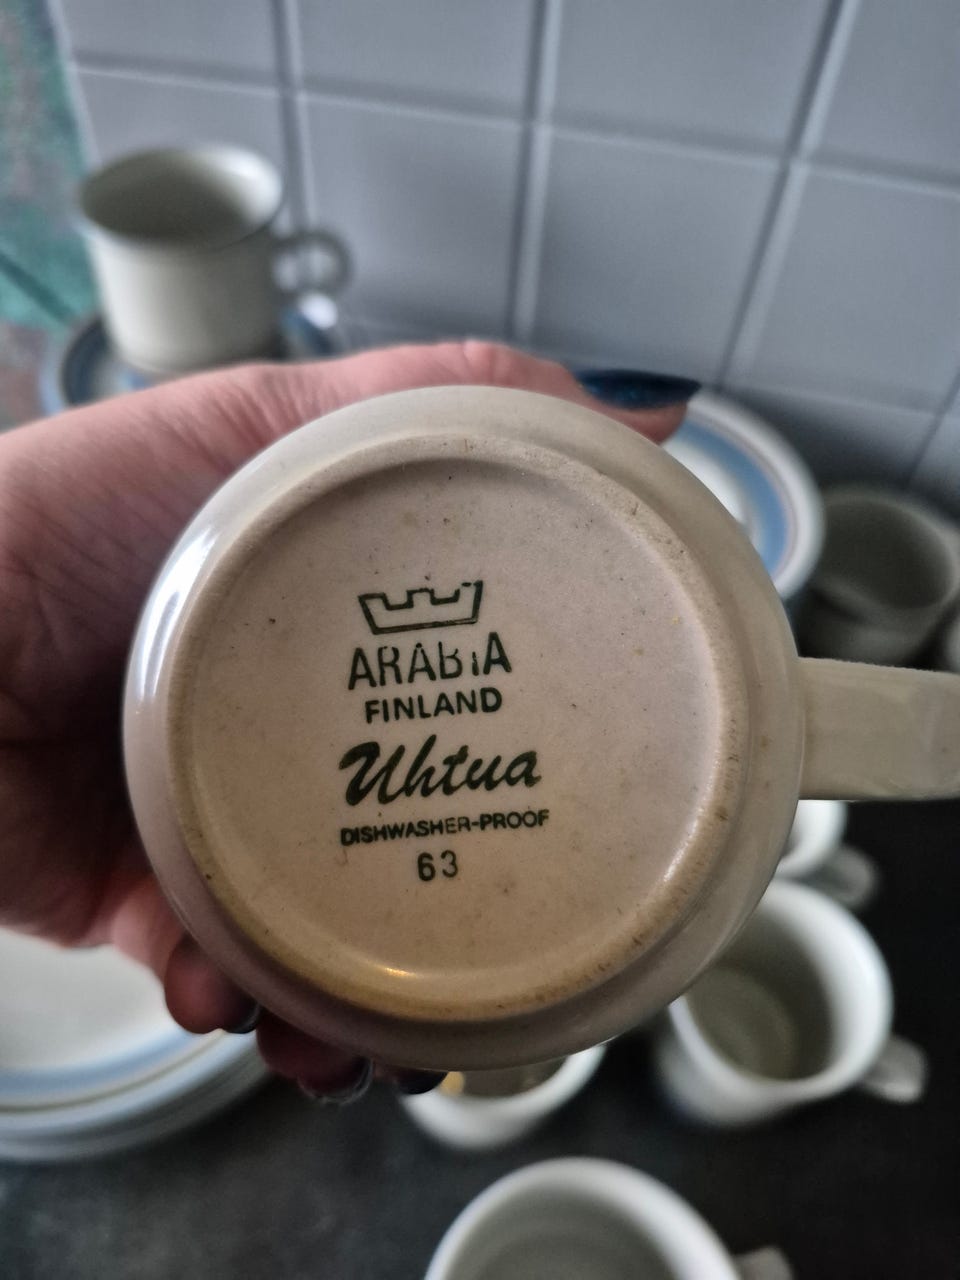 ARABIA
FINLAND
Uhtua
DISHWASHER-PROOF
63